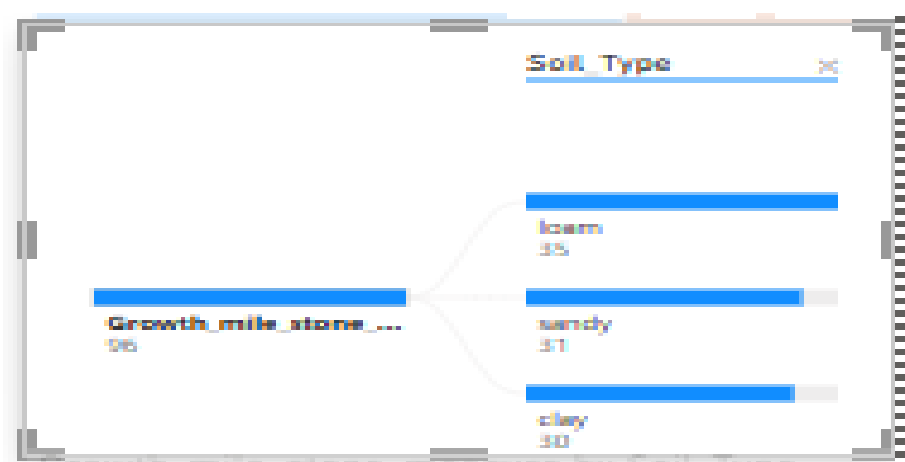 Soil_Type ×
loam
35
Growth_mile_stone_...
96
sandy
31
clay
30